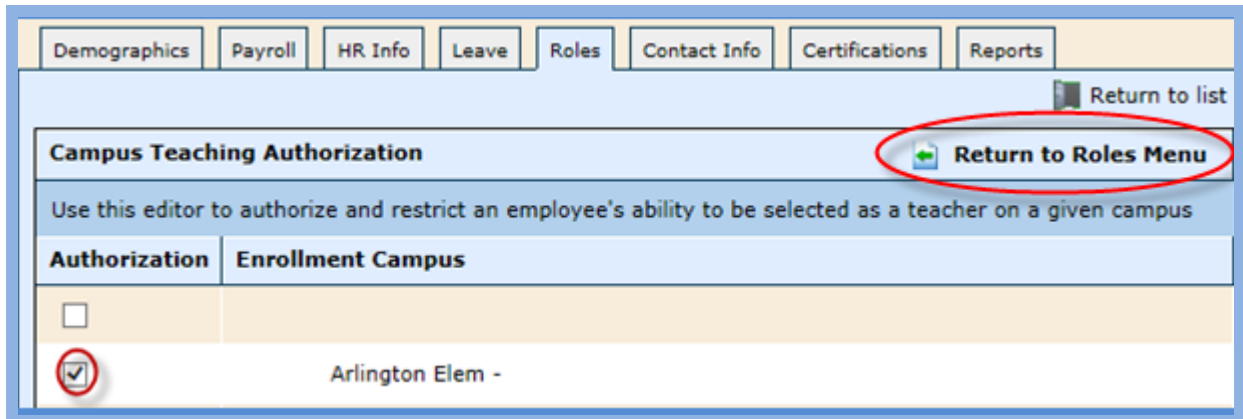 Demographics Payroll HR Info Leave Roles Contact Info Certifications Reports
Return to list
Campus Teaching Authorization Return to Roles Menu
Use this editor to authorize and restrict an employee's ability to be selected as a teacher on a given campus
Authorization Enrollment Campus
Arlington Elem -